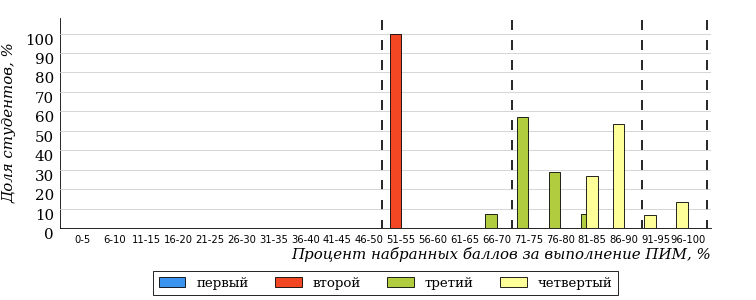 Доля студентов, %
100
90
80
70
60
50
40
30
20
10
0
0-5 6-10 11-15 16-20 21-25 26-30 31-35 36-40 41-45 46-50 51-55 56-60 61-65 66-70 71-75 76-80 81-85 86-90 91-95 96-100
Процент набранных баллов за выполнение ПИМ, %
первый второй третий четвертый